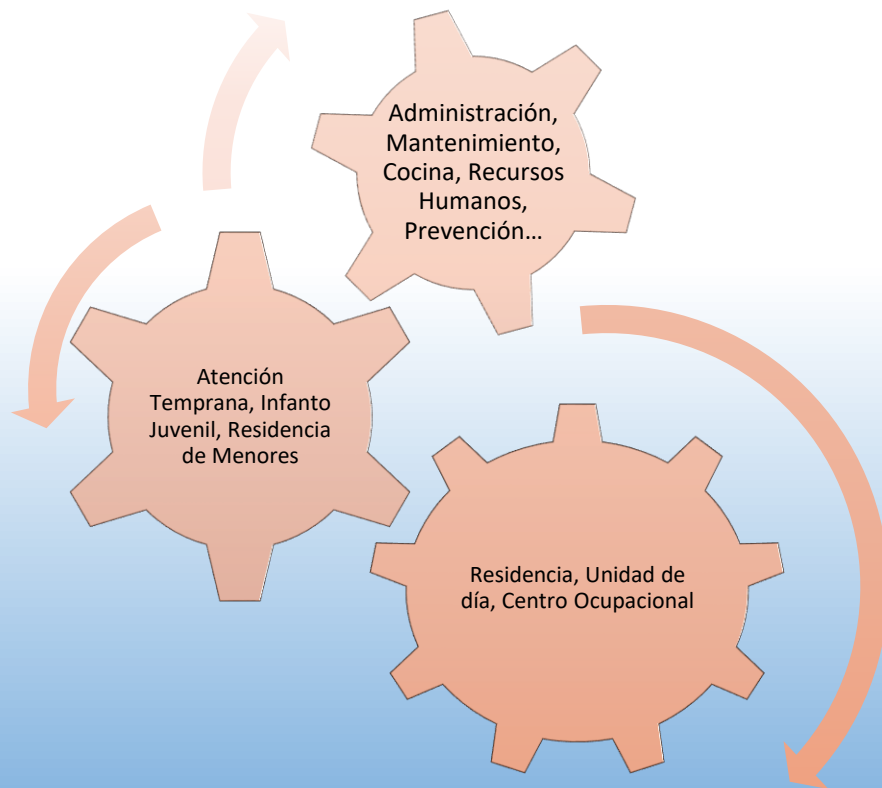 Administración,
Mantenimiento,
Cocina, Recursos
Humanos,
Prevención…
Atención
Temprana, Infanto
Juvenil, Residencia
de Menores
Residencia, Unidad de
día, Centro Ocupacional